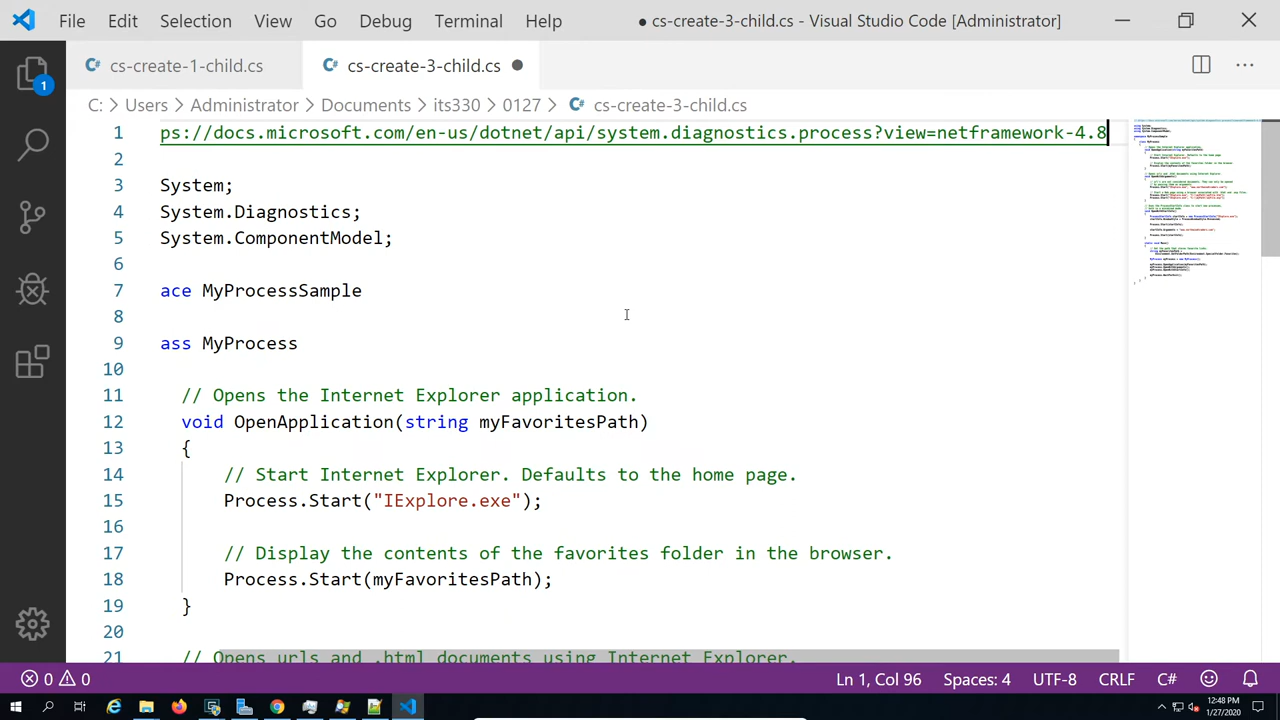 File Edit Selection View Go Debug Terminal Help ● cs-create-3-child.cs - Visual Studio Code [Administrator]
cs-create-1-child.cs cs-create-3-child.cs
C: > Users > Administrator > Documents > its330 > 0127 > cs-create-3-child.cs
1 ps://docs.microsoft.com/en-us/dotnet/api/system.diagnostics.process?view=netframework-4.8
2
3 System;
4 System.Diagnostics;
5 System.ComponentModel;
6
7 ace MyProcessSample
8
9 ass MyProcess
10
11 // Opens the Internet Explorer application.
12 void OpenApplication(string myFavoritesPath)
13 {
14 // Start Internet Explorer. Defaults to the home page.
15 Process.Start("IExplore.exe");
16
17 // Display the contents of the favorites folder in the browser.
18 Process.Start(myFavoritesPath);
19 }
20
21 // Opens urls and .html documents using Internet Explorer.
0 0 Ln 1, Col 96 Spaces: 4 UTF-8 CRLF C#
12:48 PM
1/27/2020